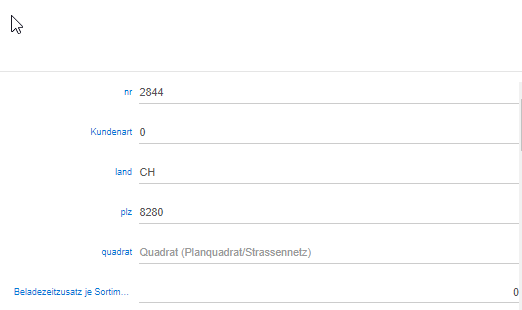 nr 2844
Kundenart 0
land CH
plz 8280
quadrat Quadrat (Planquadrat/Strassennetz)
Beladezeitzusatz je Sortim... 0